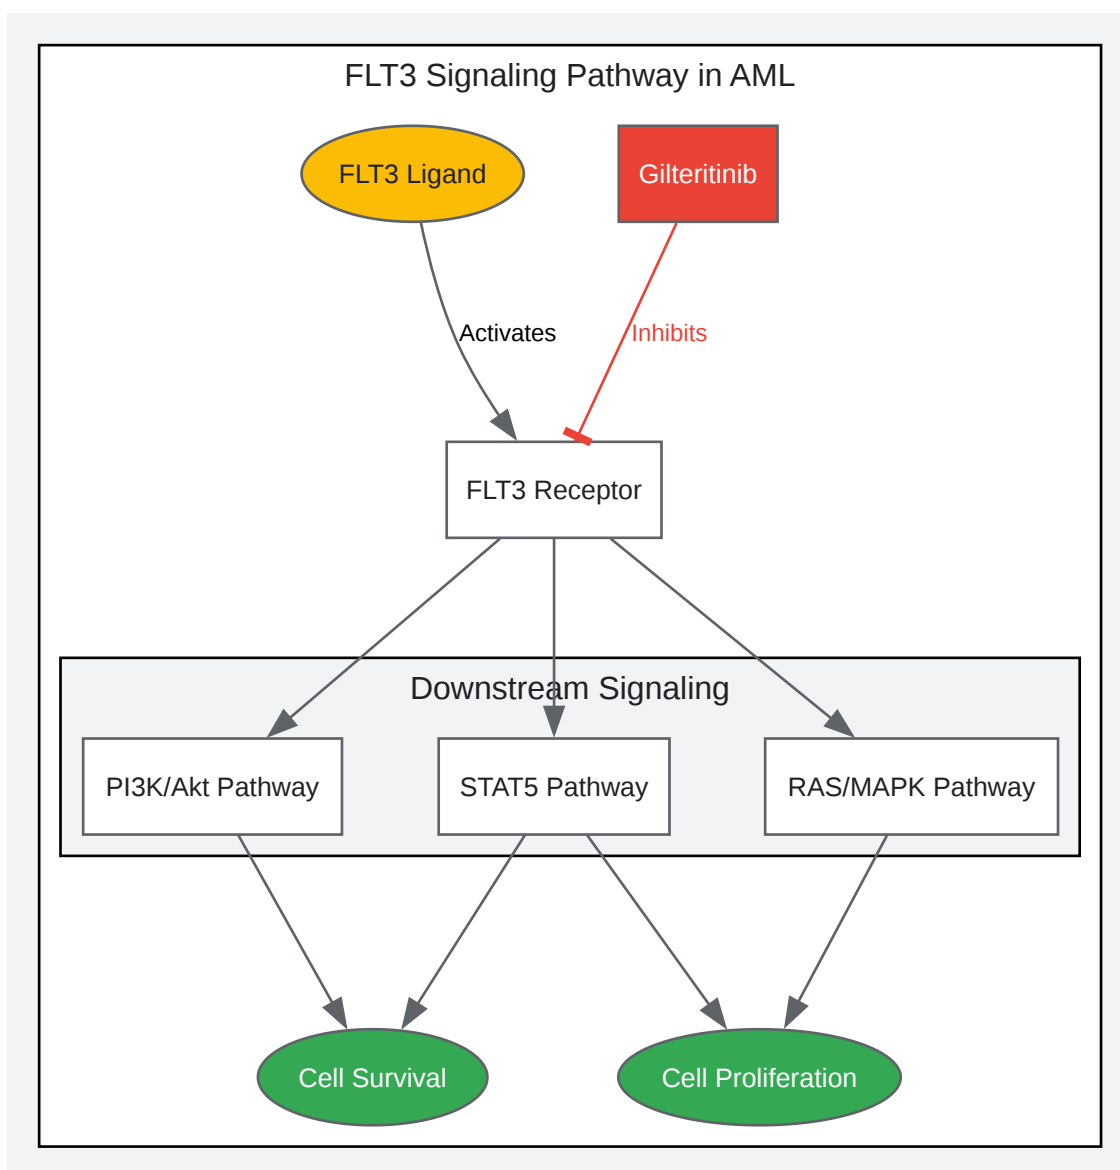 FLT3 Signaling Pathway in AML
FLT3 Ligand
Gilteritinib
Activates
Inhibits
FLT3 Receptor
Downstream Signaling
PI3K/Akt Pathway
STAT5 Pathway
RAS/MAPK Pathway
Cell Survival
Cell Proliferation